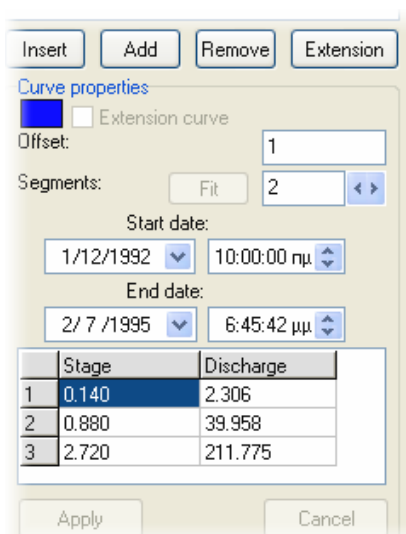 Insert Add Remove Extension
Curve properties
Extension curve
Offset: 1
Segments: Fit 2
Start date:
1/12/1992 10:00:00 πμ
End date:
2/ 7 /1995 6:45:42 μμ
Stage Discharge
1 0.140 2.306
2 0.880 39.958
3 2.720 211.775
Apply Cancel